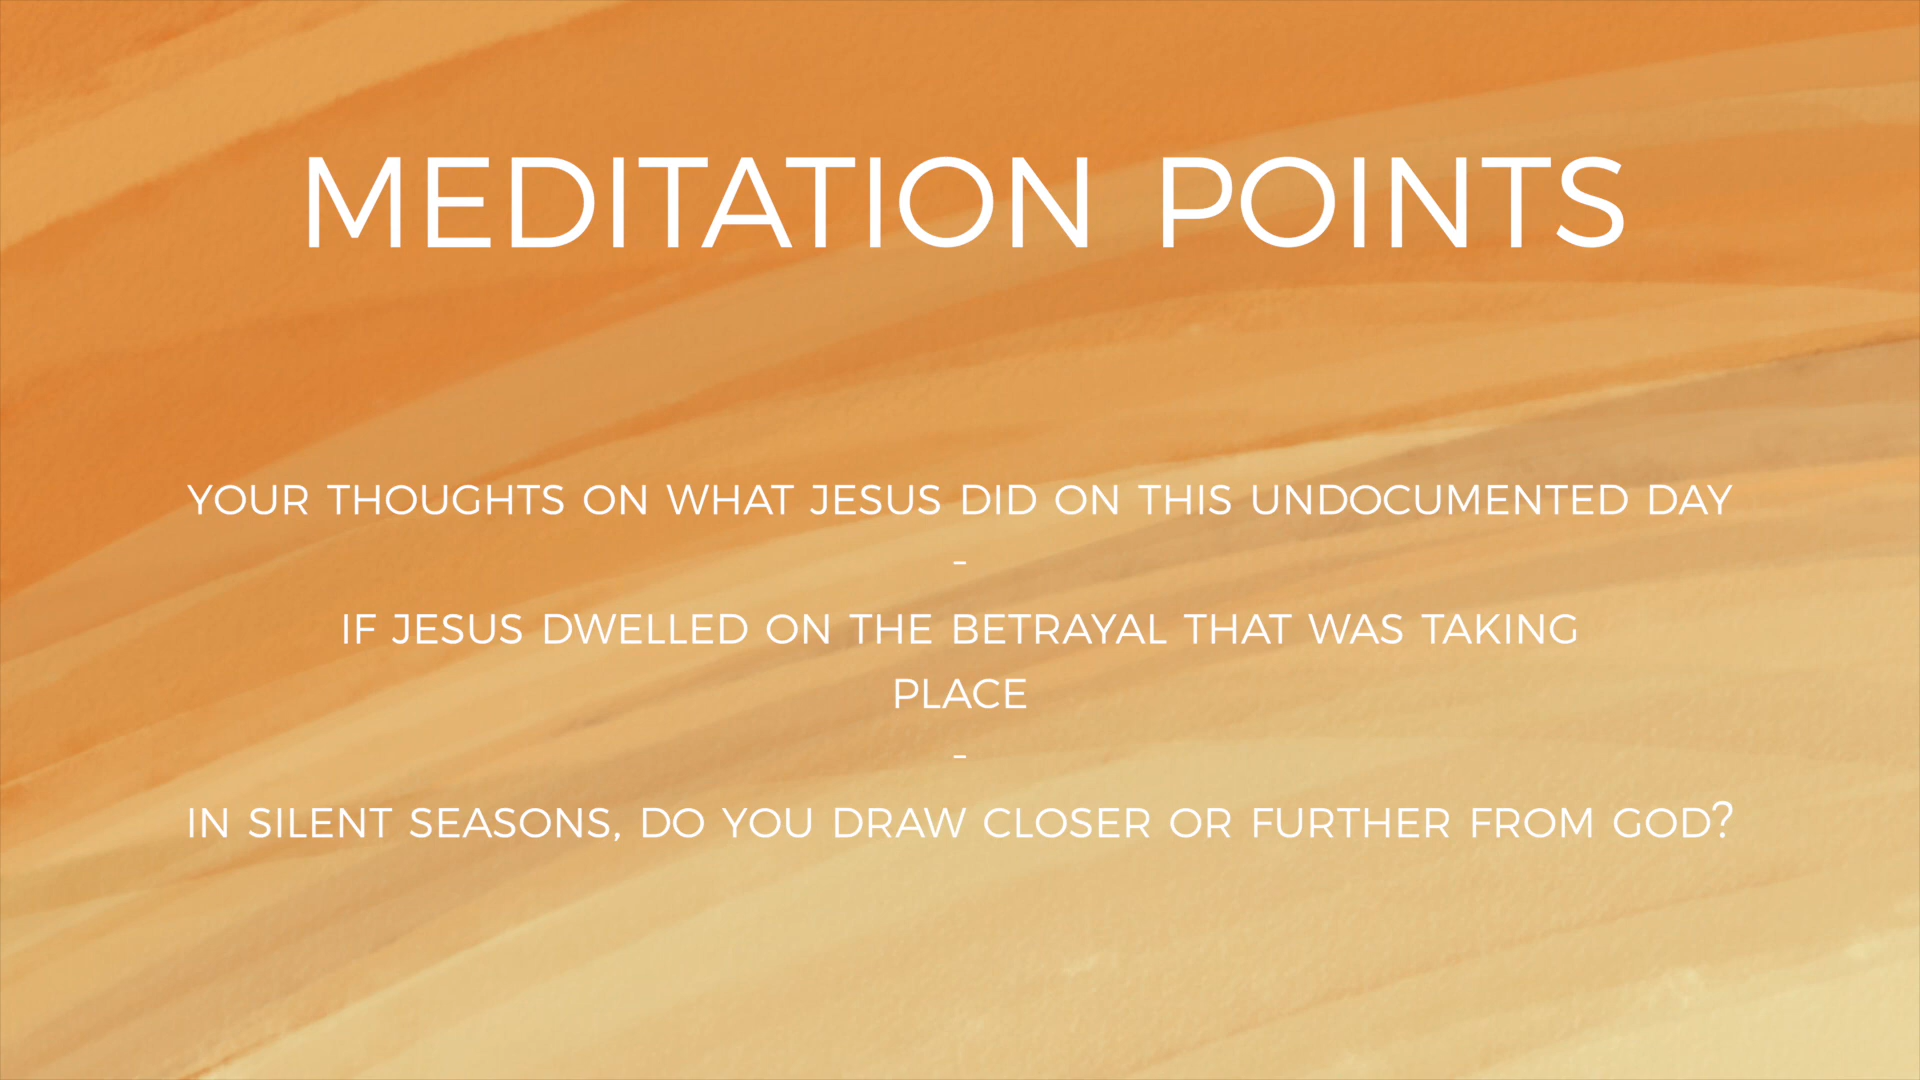 MEDITATION POINTS
YOUR THOUGHTS ON WHAT JESUS DID ON THIS UNDOCUMENTED DAY
-
IF JESUS DWELLED ON THE BETRAYAL THAT WAS TAKING
PLACE
-
IN SILENT SEASONS, DO YOU DRAW CLOSER OR FURTHER FROM GOD?